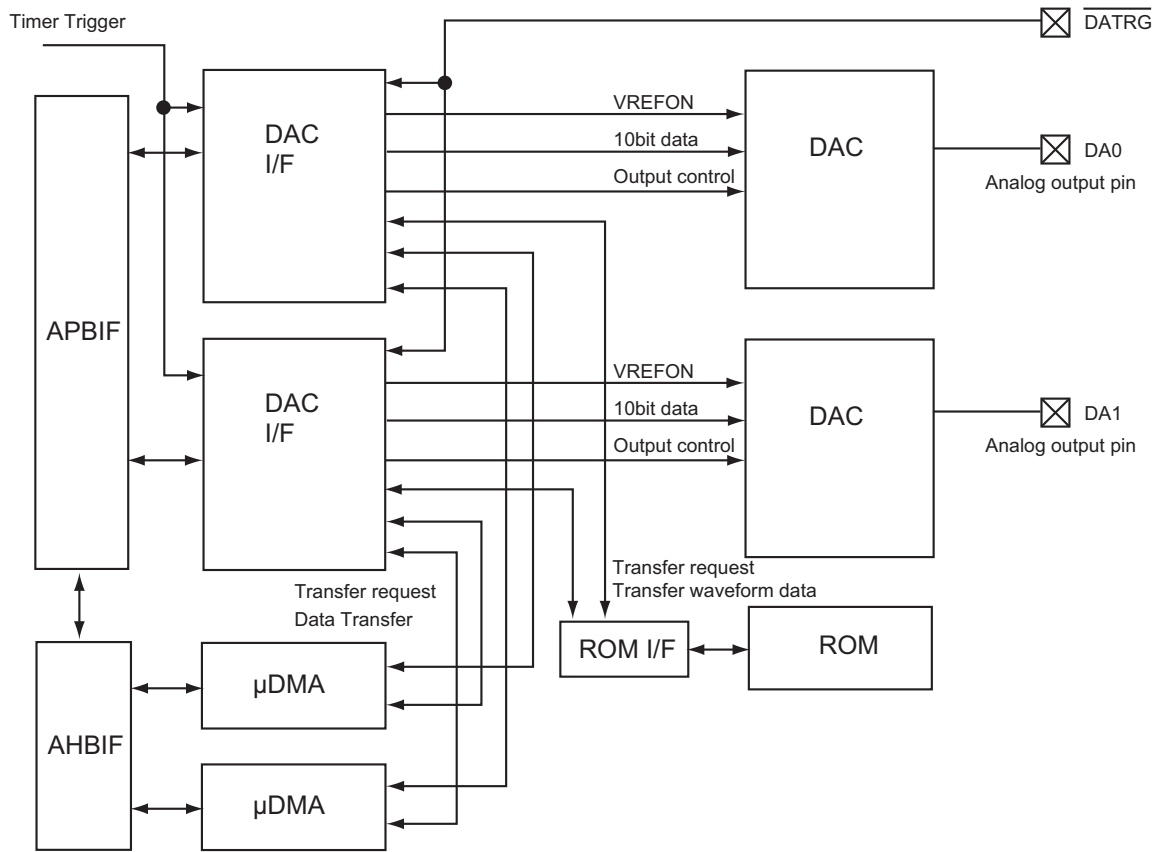 Timer Trigger
DATRG
DAC
I/F
VREFON
10bit data
Output control
DAC
DA0
Analog output pin
APBIF
DAC
I/F
VREFON
10bit data
Output control
DAC
DA1
Analog output pin
Transfer request
Data Transfer
Transfer request
Transfer waveform data
ROM I/F
ROM
AHBIF
µDMA
µDMA